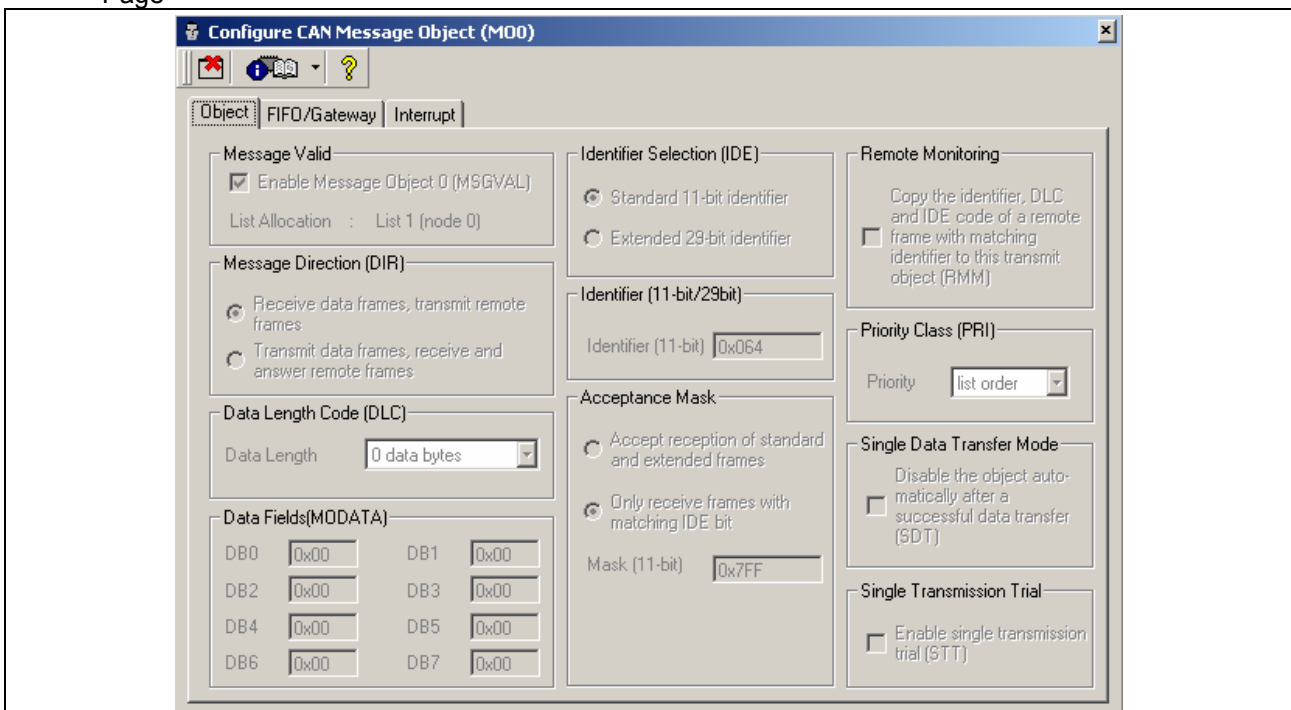 Page
Configure CAN Message Object (MO0)
Object
FIFO/Gateway
Interrupt
Message Valid
Enable Message Object 0 (MSGVAL)
List Allocation : List 1 (node 0)
Message Direction (DIR)
Receive data frames, transmit remote
frames
Transmit data frames, receive and
answer remote frames
Data Length Code (DLC)
Data Length 0 data bytes
Data Fields(MODATA)
DB0 0x00 DB1 0x00
DB2 0x00 DB3 0x00
DB4 0x00 DB5 0x00
DB6 0x00 DB7 0x00
Identifier Selection (IDE)
Standard 11-bit identifier
Extended 29-bit identifier
Identifier (11-bit/29bit)
Identifier (11-bit) 0x064
Acceptance Mask
Accept reception of standard
and extended frames
Only receive frames with
matching IDE bit
Mask (11-bit) 0x7FF
Remote Monitoring
Copy the identifier, DLC
and IDE code of a remote
frame with matching
identifier to this transmit
object (RMM)
Priority Class (PRI)
Priority list order
Single Data Transfer Mode
Disable the object auto-
matically after a
successful data transfer
(SDT)
Single Transmission Trial
Enable single transmission
trial (STT)